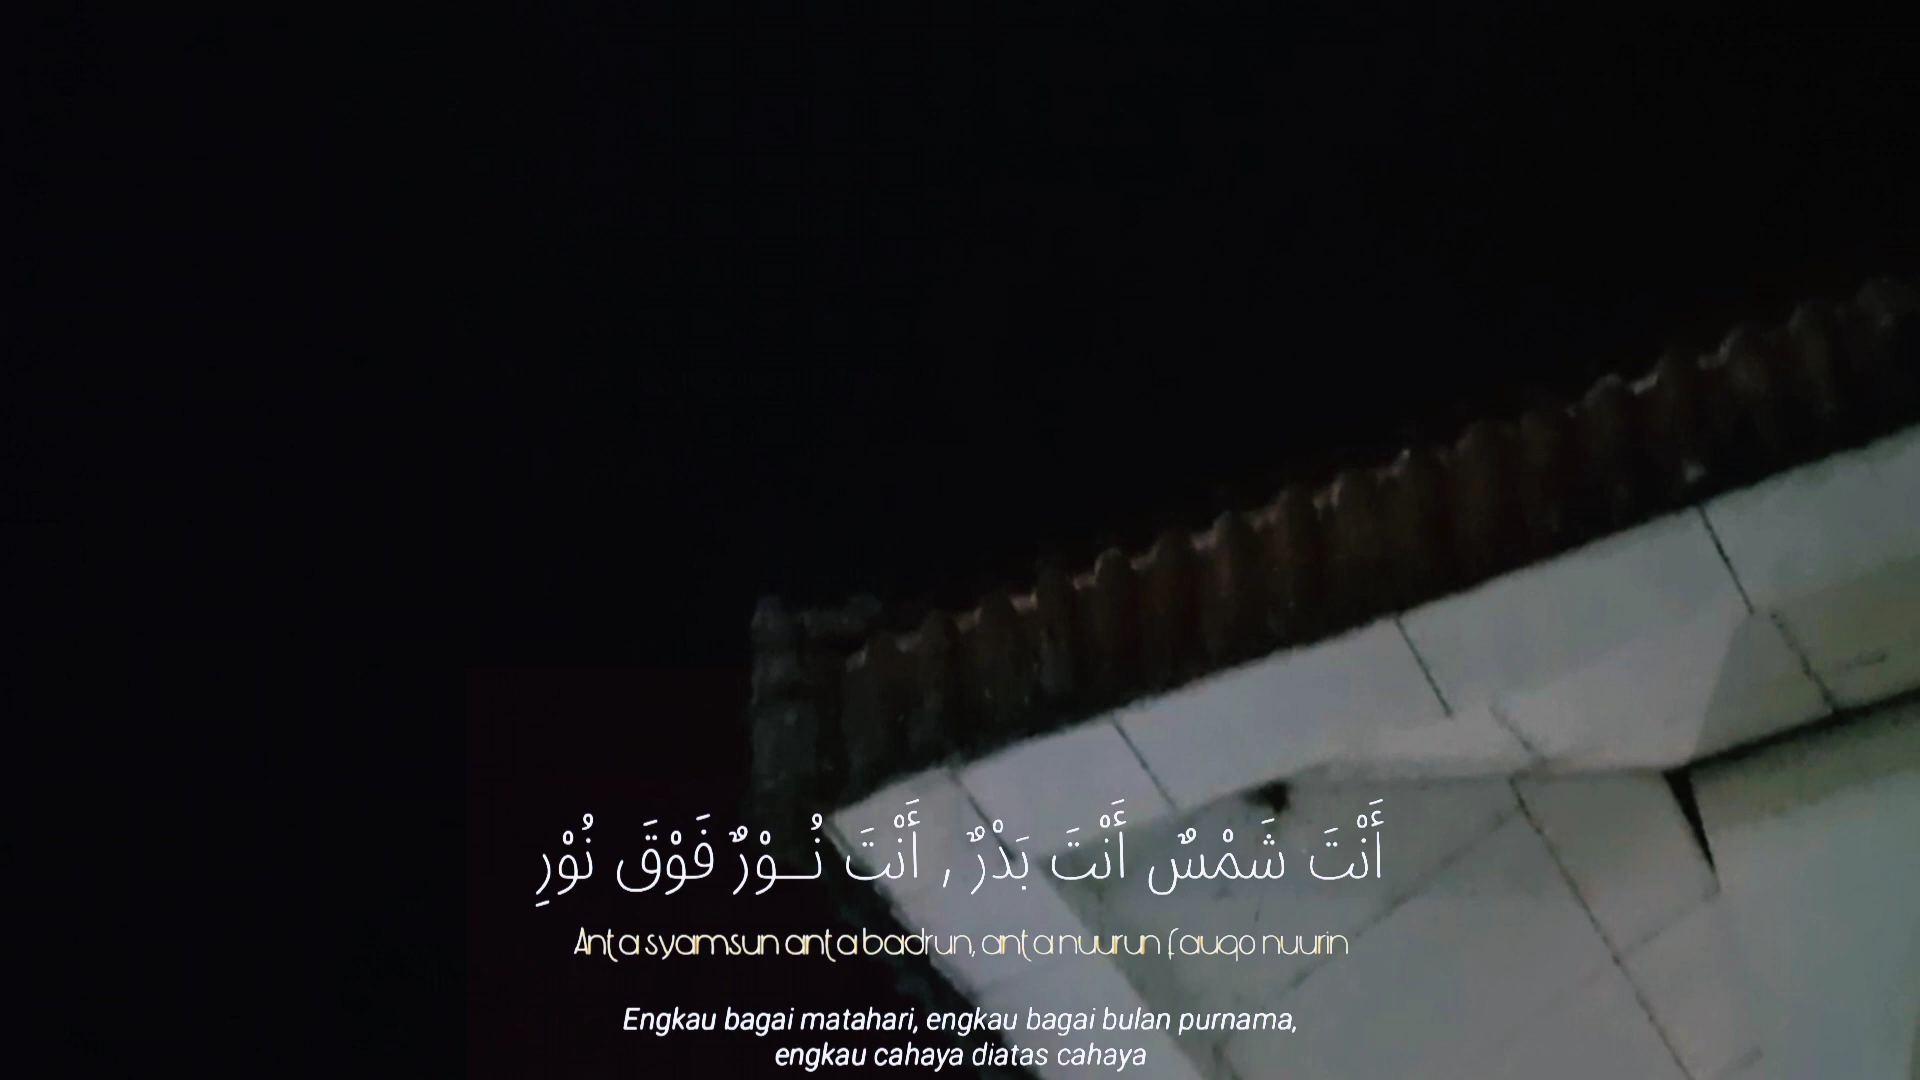 أَنْتَ شَمْسٌ أَنْتَ بَدْرٌ , أَنْتَ نُـــوْرٌ فَوْقَ نُوْرِ
Anta syamsun anta badrun, anta nuurun fauqo nuurin
Engkau bagai matahari, engkau bagai bulan purnama,
engkau cahaya diatas cahaya